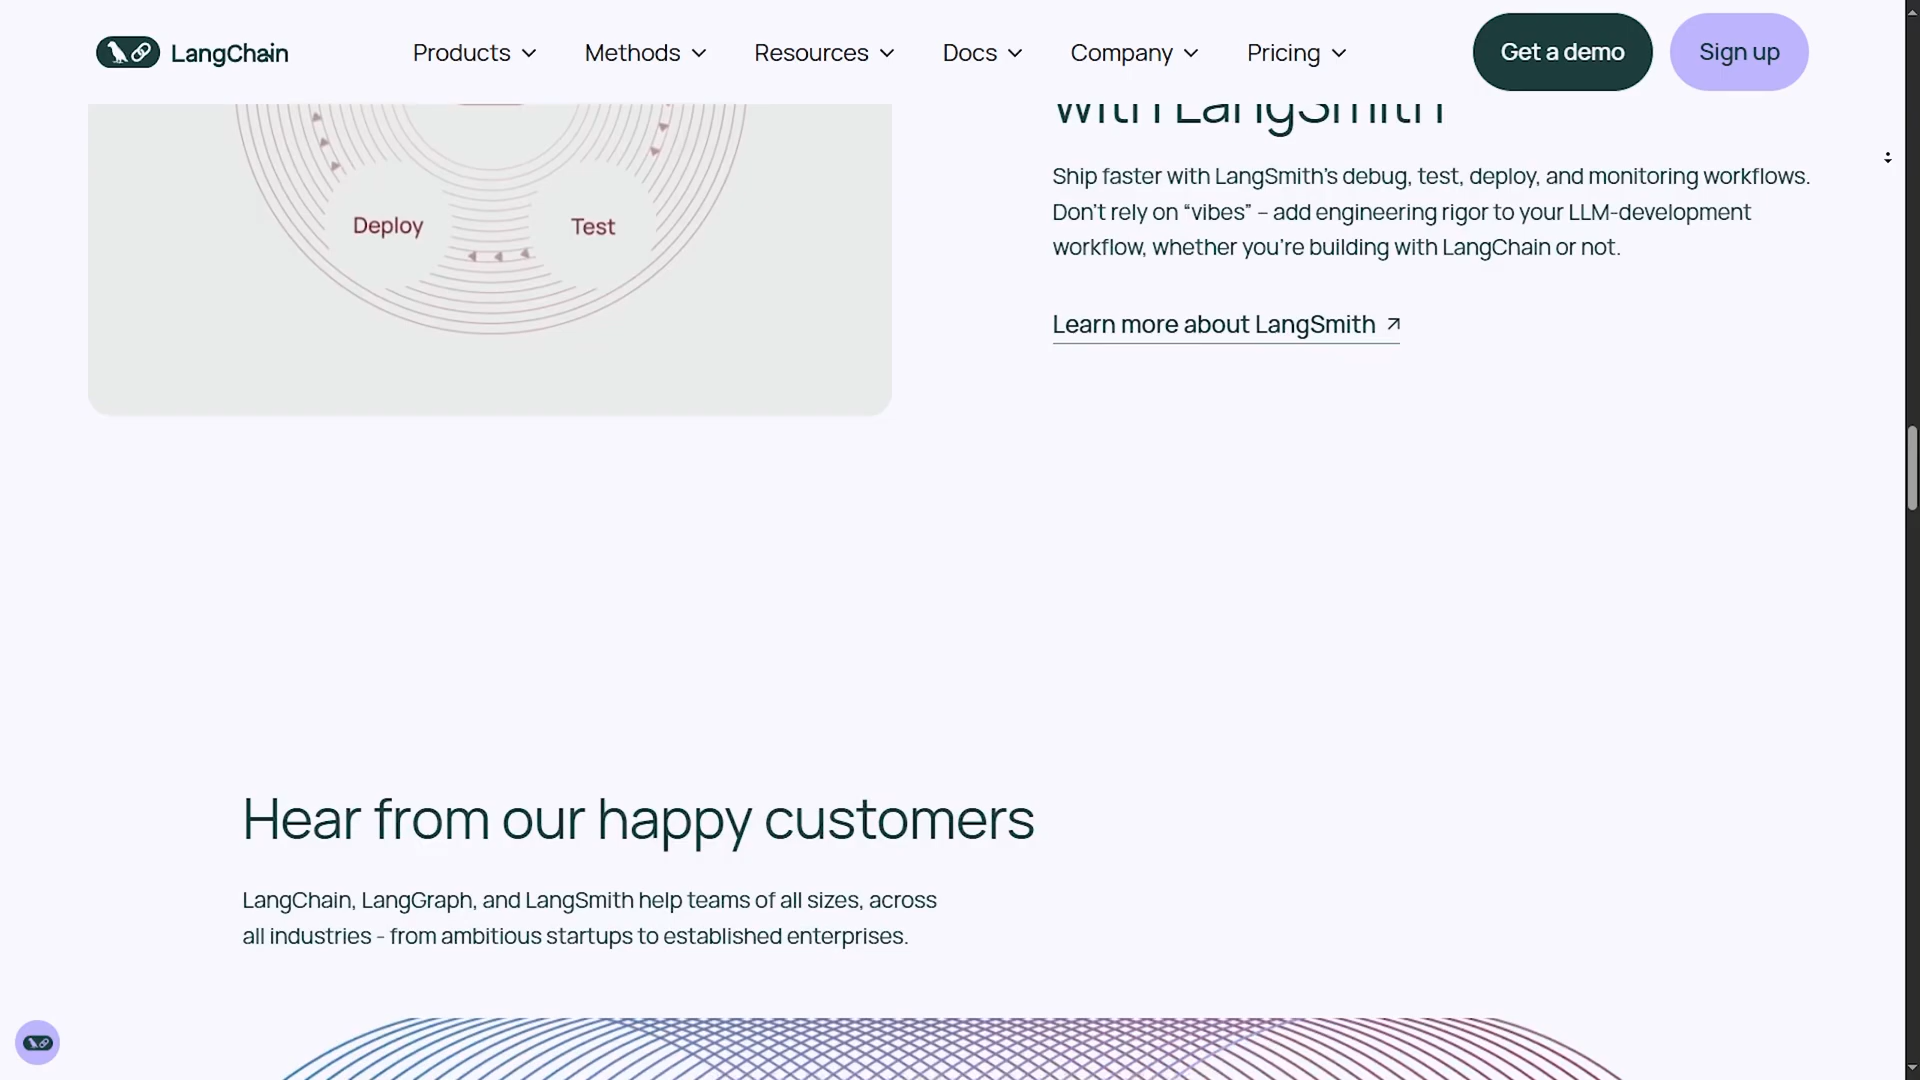 LangChain
Products
Methods
Resources
Docs
Company
Pricing
Get a demo
Sign up
Deploy
Test
with LangSmith
Ship faster with LangSmith's debug, test, deploy, and monitoring workflows.
Don't rely on “vibes” – add engineering rigor to your LLM-development
workflow, whether you're building with LangChain or not.
Learn more about LangSmith
Hear from our happy customers
LangChain, LangGraph, and LangSmith help teams of all sizes, across
all industries - from ambitious startups to established enterprises.